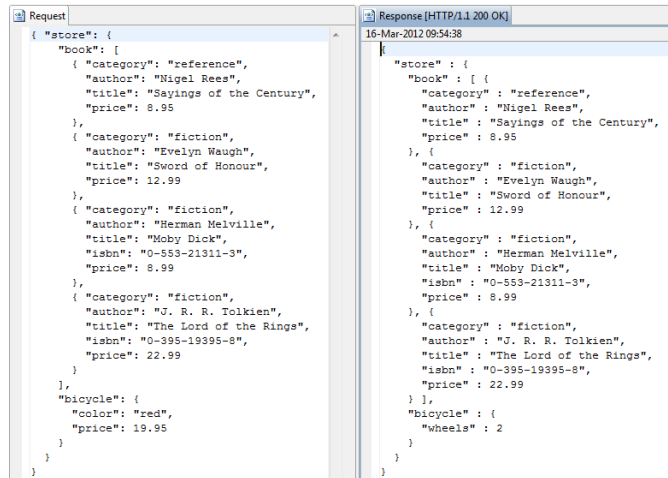 Request
{ "store": {
"book": [
{ "category": "reference",
"author": "Nigel Rees",
"title": "Sayings of the Century",
"price": 8.95
},
{ "category": "fiction",
"author": "Evelyn Waugh",
"title": "Sword of Honour",
"price": 12.99
},
{ "category": "fiction",
"author": "Herman Melville",
"title": "Moby Dick",
"isbn": "0-553-21311-3",
"price": 8.99
},
{ "category": "fiction",
"author": "J. R. R. Tolkien",
"title": "The Lord of the Rings",
"isbn": "0-395-19395-8",
"price": 22.99
}
],
"bicycle": {
"color": "red",
"price": 19.95
}
}
}
Response [HTTP/1.1 200 OK]
16-Mar-2012 09:54:38
{
"store" : {
"book" : [ {
"category" : "reference",
"author" : "Nigel Rees",
"title" : "Sayings of the Century",
"price" : 8.95
}, {
"category" : "fiction",
"author" : "Evelyn Waugh",
"title" : "Sword of Honour",
"price" : 12.99
}, {
"category" : "fiction",
"author" : "Herman Melville",
"title" : "Moby Dick",
"isbn" : "0-553-21311-3",
"price" : 8.99
}, {
"category" : "fiction",
"author" : "J. R. R. Tolkien",
"title" : "The Lord of the Rings",
"isbn" : "0-395-19395-8",
"price" : 22.99
} ],
"bicycle" : {
"wheels" : 2
}
}
}